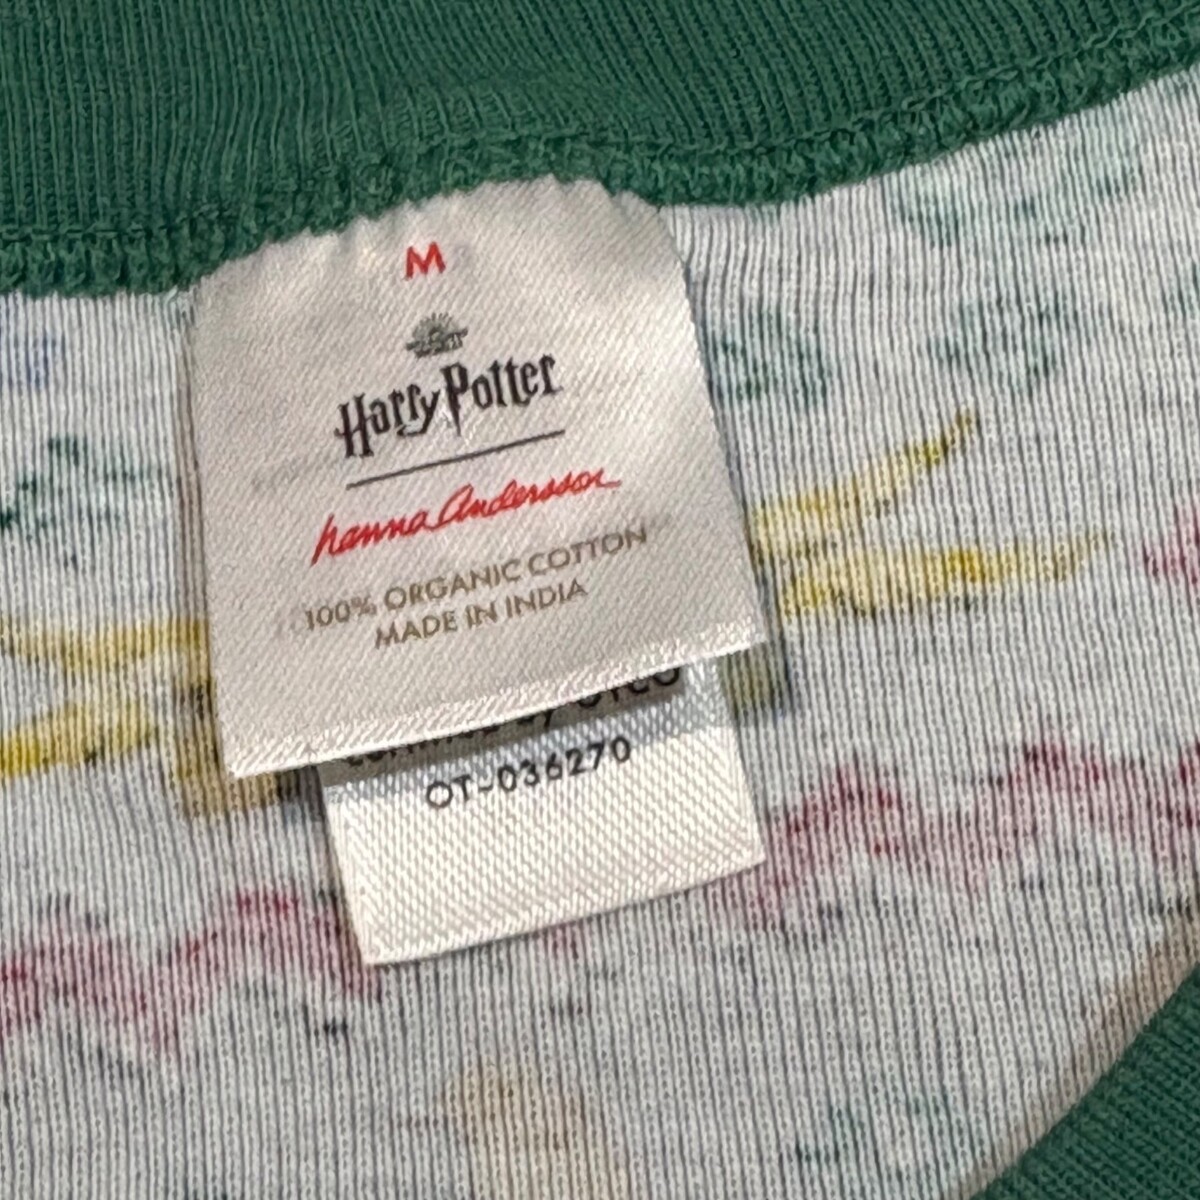 M
Harry Potter
hanna Andersson
100% ORGANIC COTTON
MADE IN INDIA
OT-036270